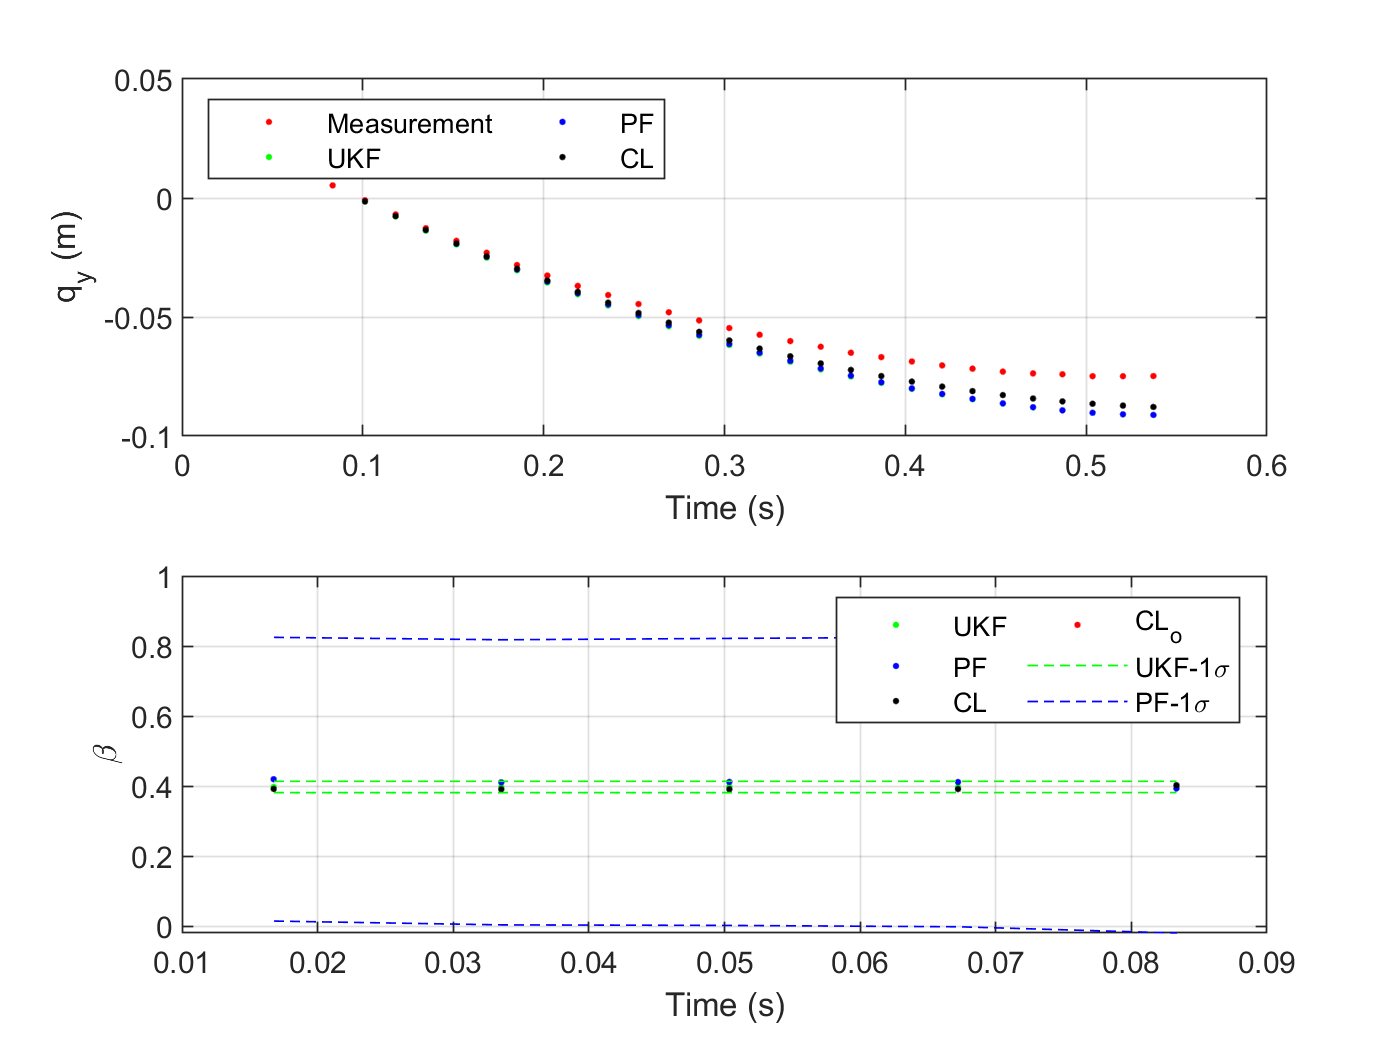 0.05
0
-0.05
-0.1
q_y (m)
Measurement
PF
UKF
CL
0 0.1 0.2 0.3 0.4 0.5 0.6
Time (s)
1
0.8
0.6
0.4
0.2
0
β
UKF
CL_o
PF
UKF-1σ
CL
PF-1σ
0.01 0.02 0.03 0.04 0.05 0.06 0.07 0.08 0.09
Time (s)